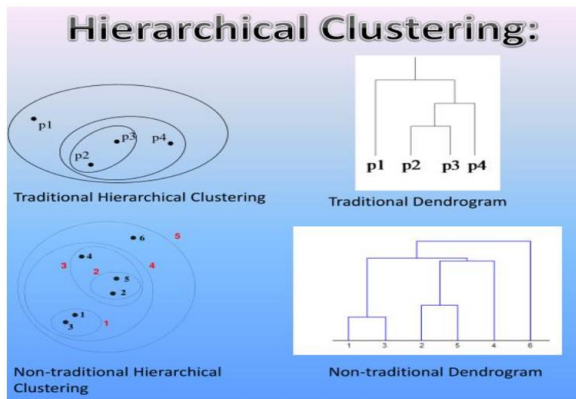 Hierarchical Clustering:
p1
p3
p4
p2
Traditional Hierarchical Clustering
p1 p2 p3 p4
Traditional Dendrogram
6
5
4
3
2
4
5
2
1
3
1
Non-traditional Hierarchical
Clustering
1 3 2 5 4 6
Non-traditional Dendrogram